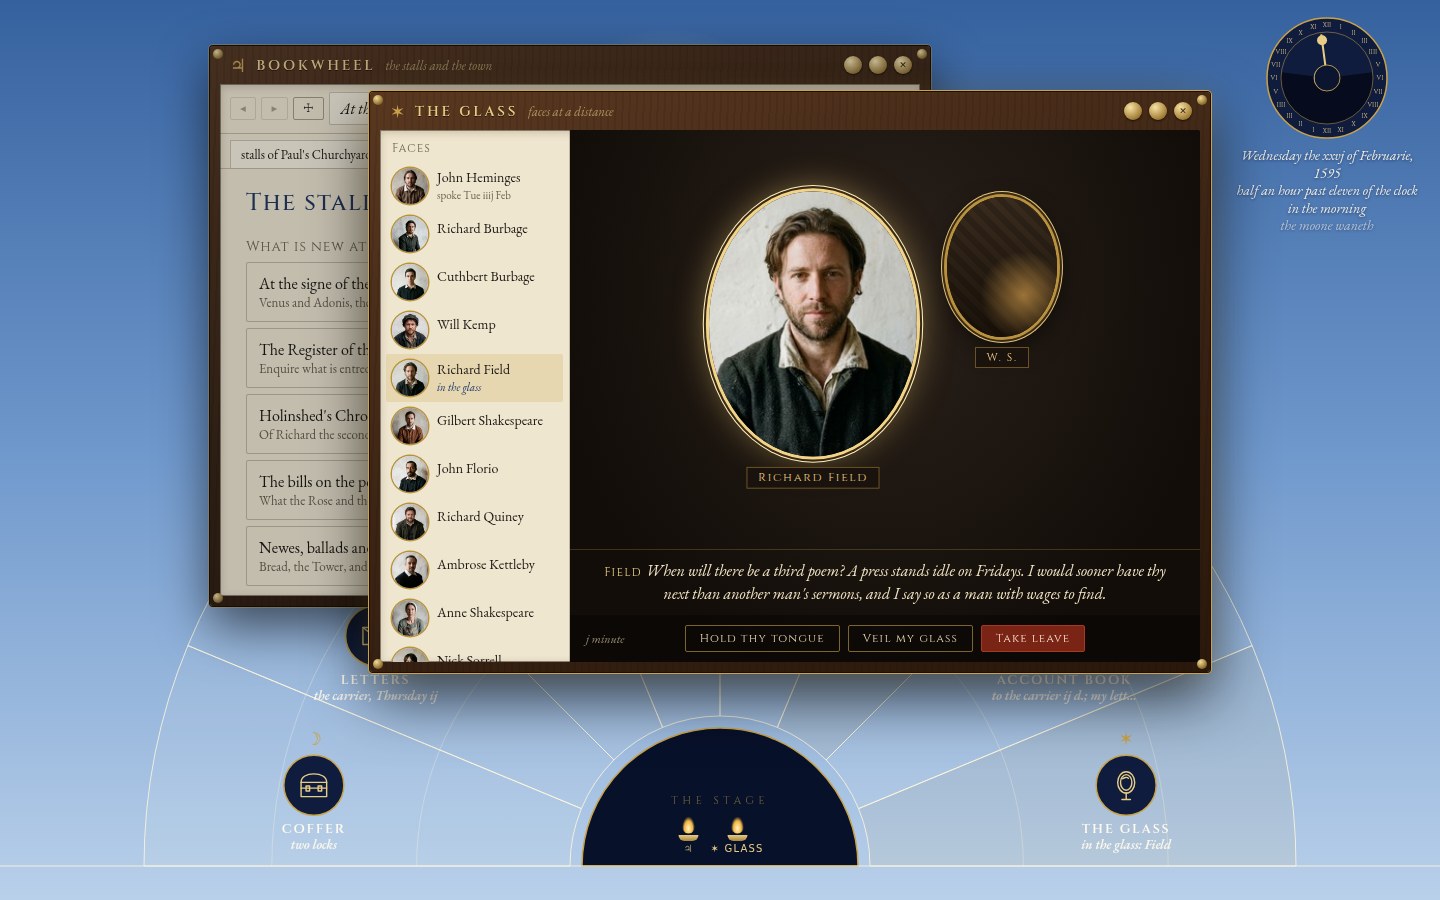 BOOKWHEEL the stalls and the town
At th
stalls of Paul's Churchyard
THE STALL
WHAT IS NEW AT
At the signe of the
Venus and Adonis, the
The Register of th
Enquire what is entred
Holinshed's Chro
Of Richard the second
The bills on the po
What the Rose and the
Newes, ballads and
Bread, the Tower, and
THE GLASS faces at a distance
FACES
John Heminges
spoke Tue iiij Feb
Richard Burbage
Cuthbert Burbage
Will Kemp
Richard Field
in the glass
Gilbert Shakespeare
John Florio
Richard Quiney
Ambrose Kettleby
Anne Shakespeare
Nick Sorrell
RICHARD FIELD
W. S.
FIELD When will there be a third poem? A press stands idle on Fridays. I would sooner have thy
next than another man's sermons, and I say so as a man with wages to find.
j minute
HOLD THY TONGUE
VEIL MY GLASS
TAKE LEAVE
Wednesday the xxvj of Februarie,
1595
half an hour past eleven of the clock
in the morning
the moone waneth
LETTERS
the carrier, Thursday ij
ACCOUNT BOOK
to the carrier ij d.; my lett…
COFFER
two locks
THE STAGE
GLASS
THE GLASS
in the glass: Field